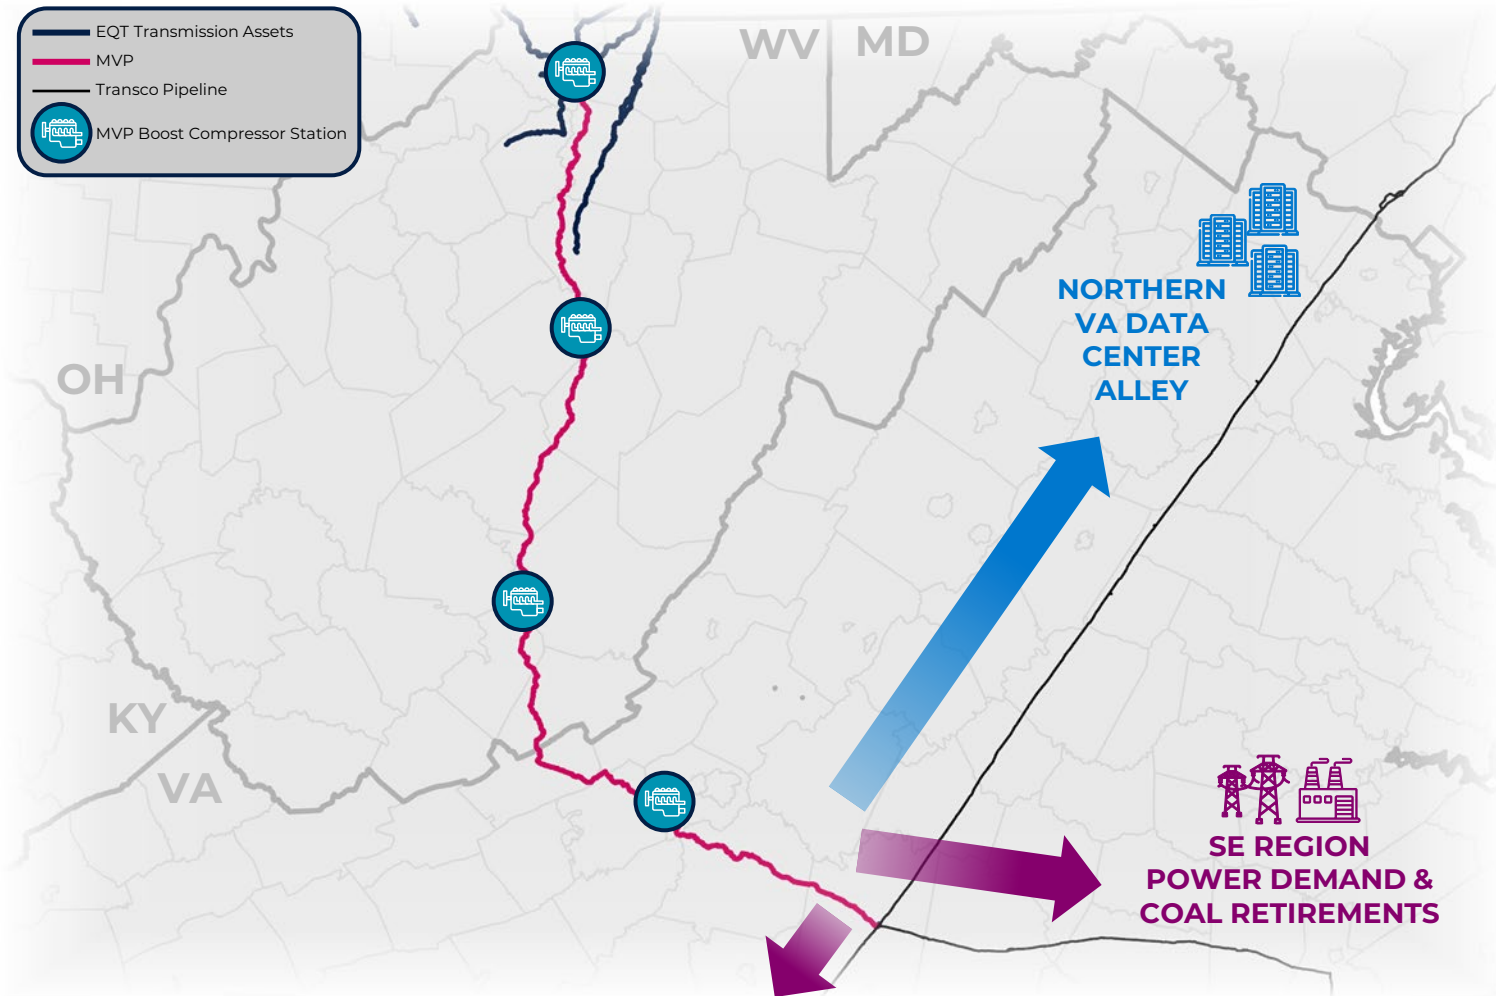 EQT Transmission Assets
MVP
Transco Pipeline
MVP Boost Compressor Station
WV
MD
NORTHERN
VA DATA
CENTER
ALLEY
OH
KY
VA
SE REGION
POWER DEMAND &
COAL RETIREMENTS